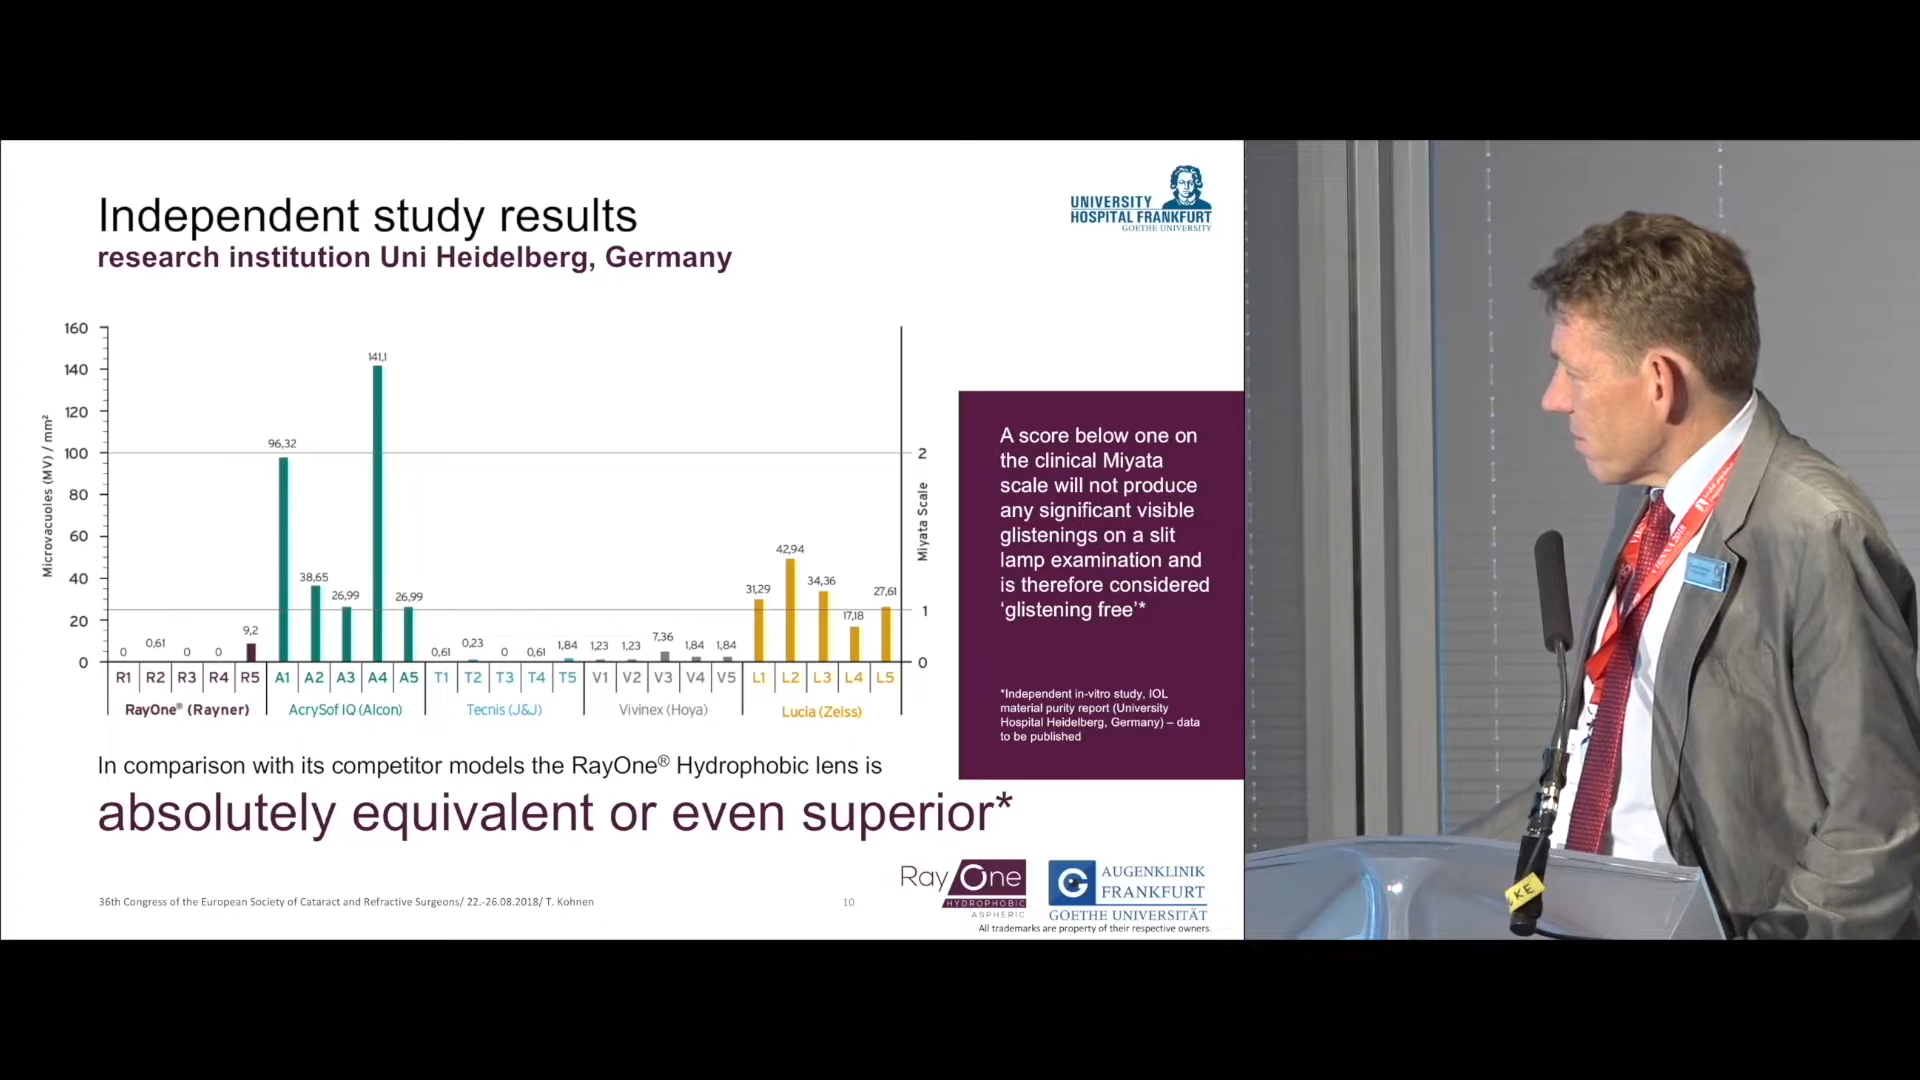 Independent study results
research institution Uni Heidelberg, Germany
UNIVERSITY
HOSPITAL FRANKFURT
GOETHE UNIVERSITY
Microvacuoles (MV) / mm²
160
140
120
100
80
60
40
20
0
0
0,61
0
0
9,2
96,32
38,65
26,99
141,1
26,99
0,61
0,23
0
0,61
1,84
1,23
1,23
7,36
1,84
1,84
31,29
42,94
34,36
17,18
27,61
2
1
0
Miyata Scale
R1 R2 R3 R4 R5 A1 A2 A3 A4 A5 T1 T2 T3 T4 T5 V1 V2 V3 V4 V5 L1 L2 L3 L4 L5
RayOne® (Rayner) AcrySof IQ (Alcon) Tecnis (J&J) Vivinex (Hoya) Lucia (Zeiss)
A score below one on
the clinical Miyata
scale will not produce
any significant visible
glistenings on a slit
lamp examination and
is therefore considered
‘glistening free’*
*Independent in-vitro study, IOL
material purity report (University
Hospital Heidelberg, Germany) – data
to be published
In comparison with its competitor models the RayOne® Hydrophobic lens is
absolutely equivalent or even superior*
RayOne
HYDROPHOBIC
ASPHERIC
AUGENKLINIK
FRANKFURT
GOETHE UNIVERSITÄT
36th Congress of the European Society of Cataract and Refractive Surgeons/ 22.-26.08.2018/ T. Kohnen
10
All trademarks are property of their respective owners.
VIENNA 2018